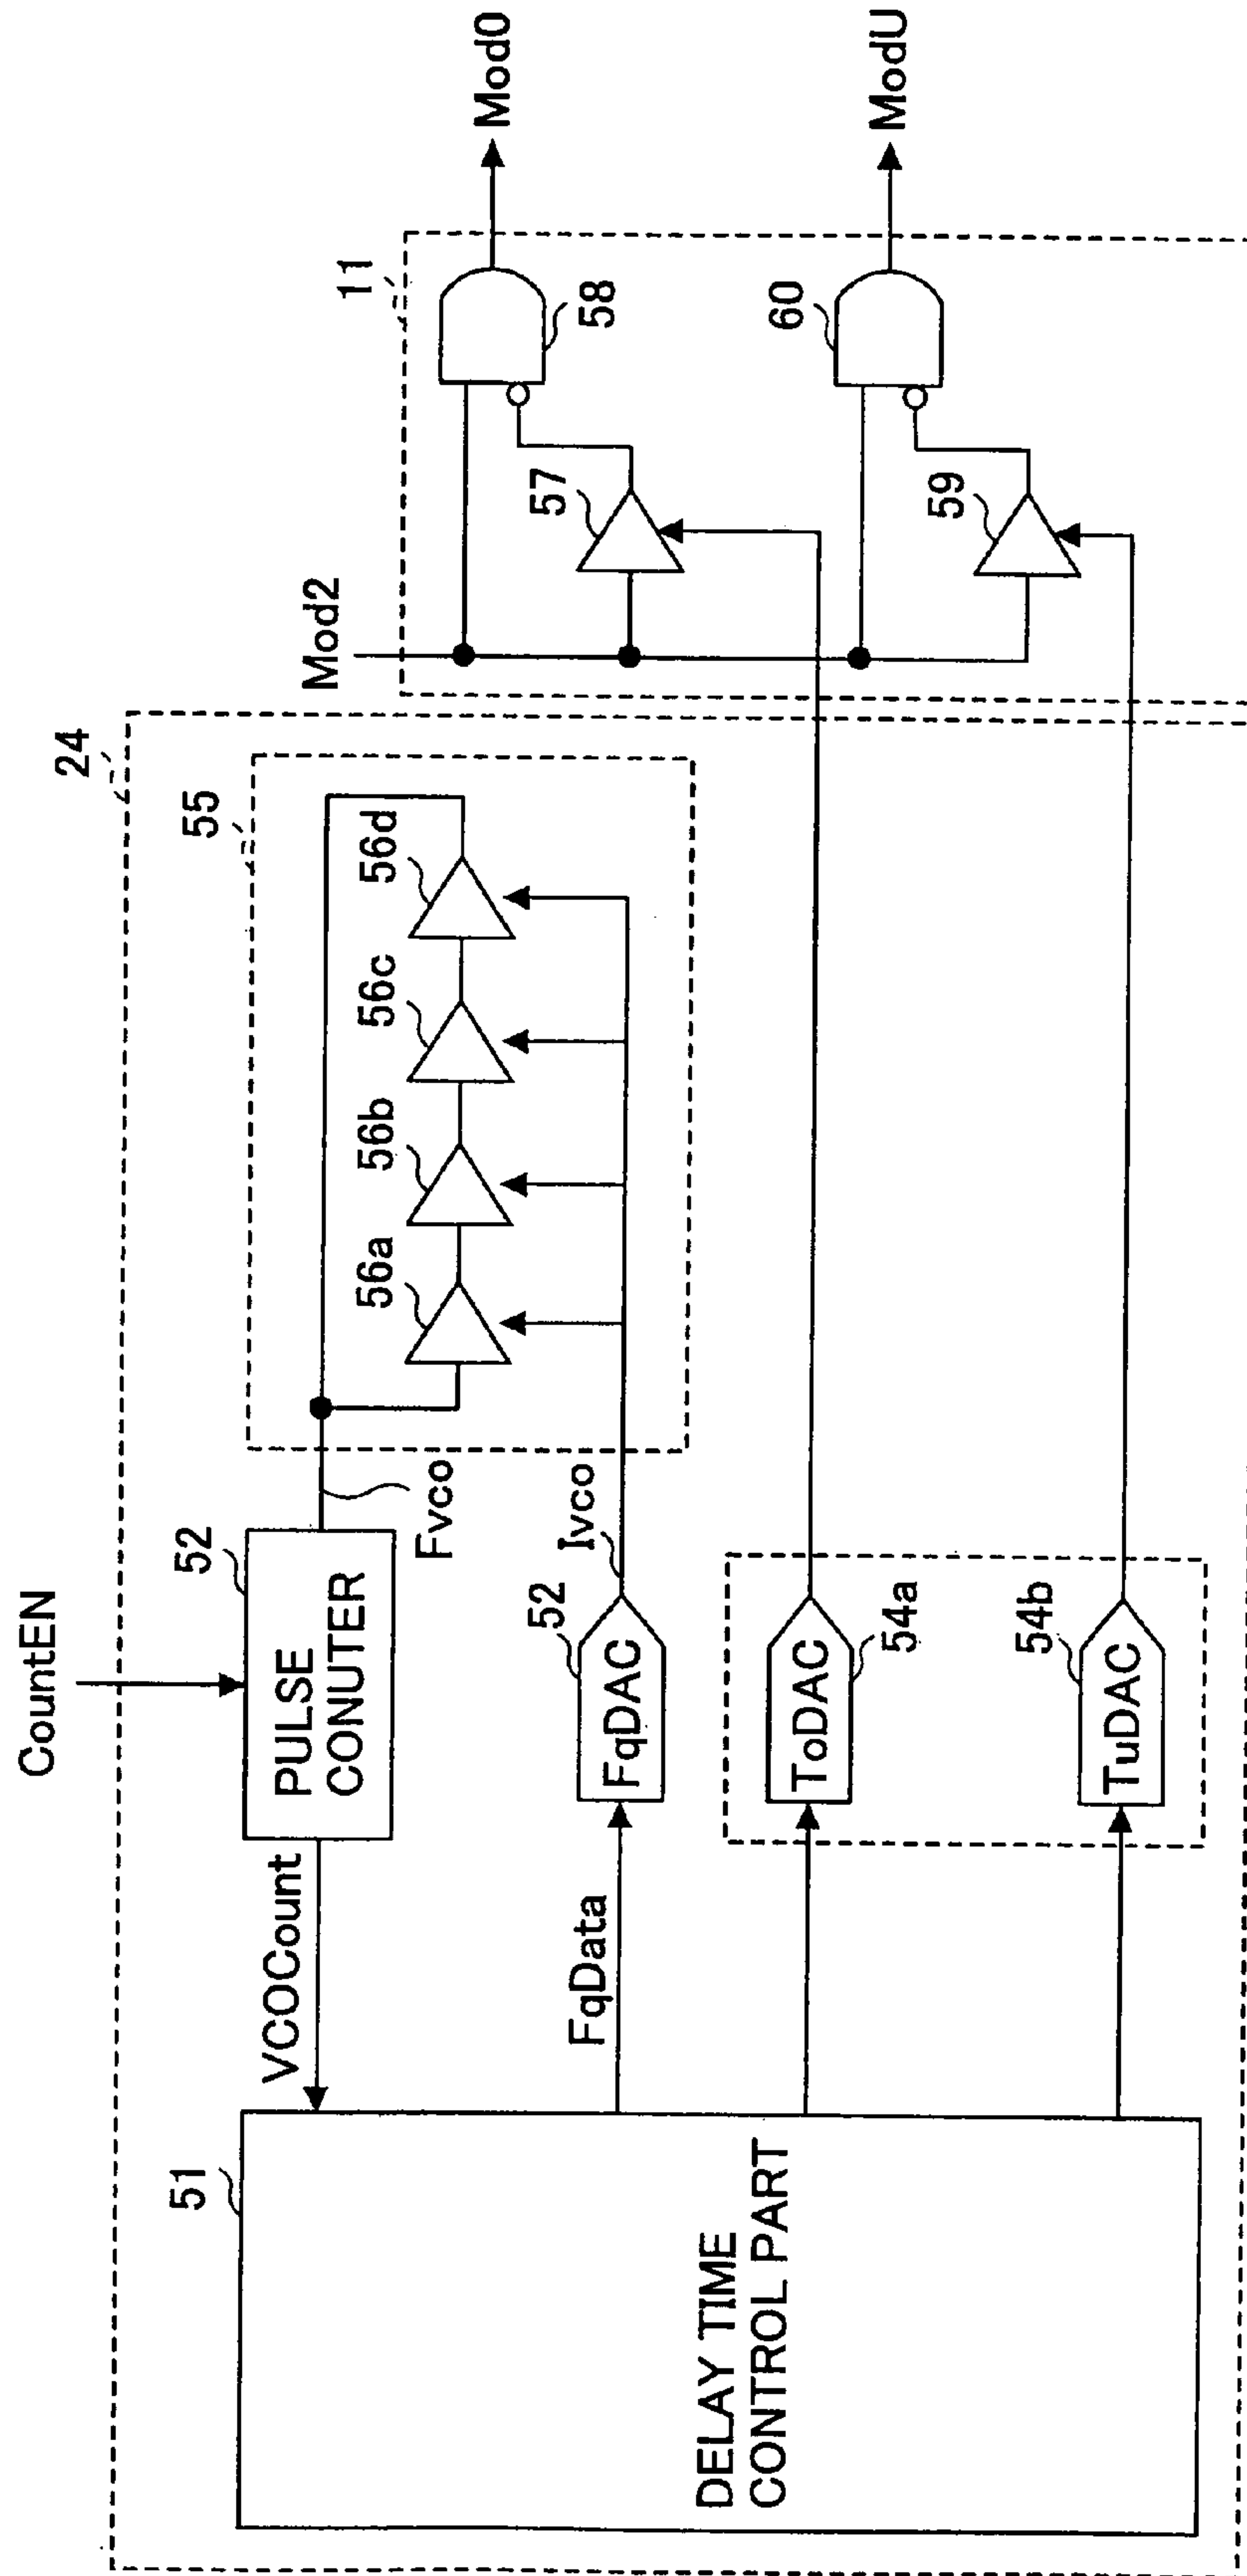 24
51
DELAY TIME
CONTROL PART
VCOCount
CountEN
52
PULSE
CONUTER
Fvco
55
56a
56b
56c
56d
FqData
52
FqDAC
Ivco
ToDAC
54a
TuDAC
54b
Mod2
11
57
58
ModO
59
60
ModU